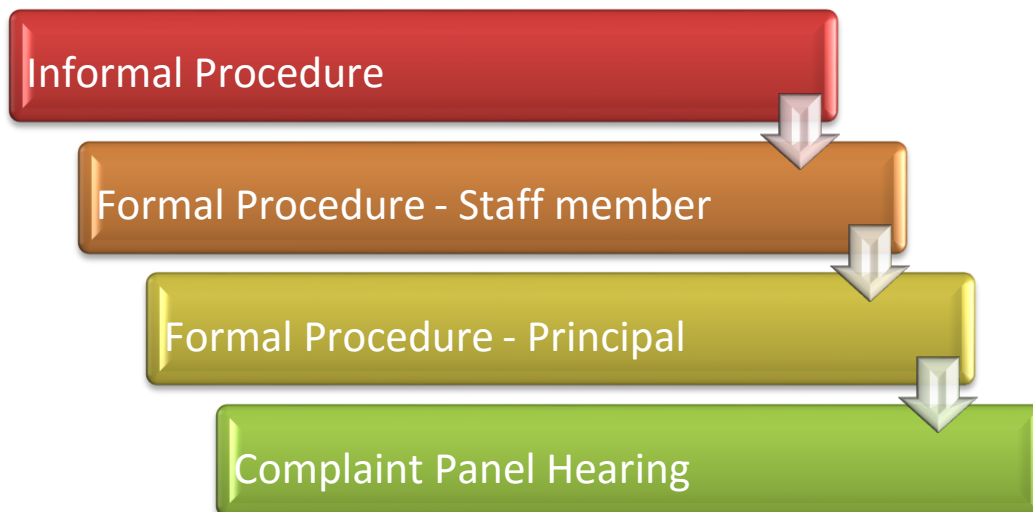 Informal Procedure
Formal Procedure - Staff member
Formal Procedure - Principal
Complaint Panel Hearing